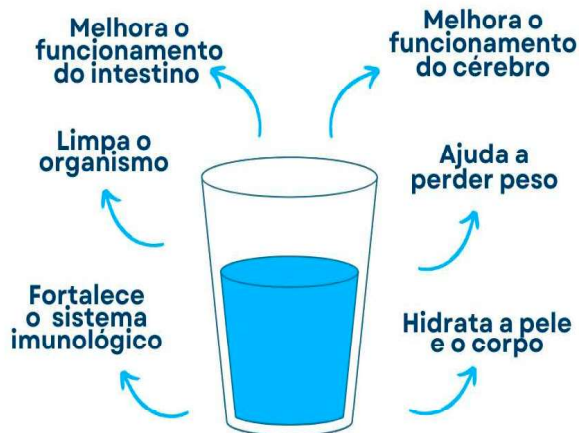 Melhora o
funcionamento
do intestino
Melhora o
funcionamento
do cérebro
Limpa o
organismo
Ajuda a
perder peso
Fortalece
o sistema
imunológico
Hidrata a pele
e o corpo